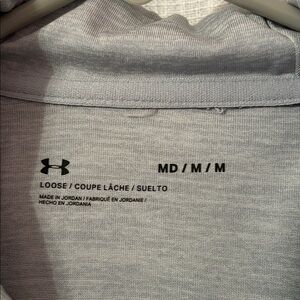 MD / M / M
LOOSE / COUPE LÂCHE / SUELTO
MADE IN JORDAN / FABRIQUÉ EN JORDANIE /
HECHO EN JORDANIA